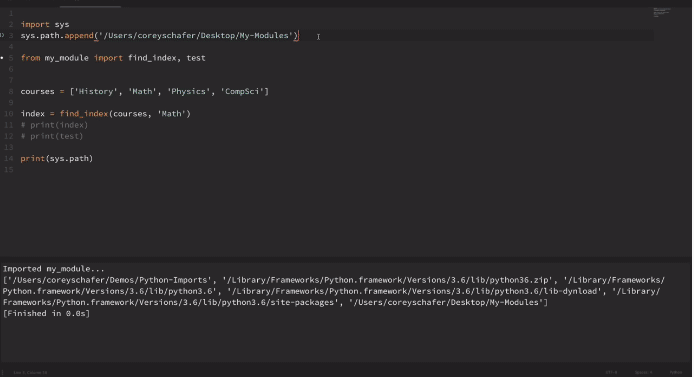 1
2 import sys
3 sys.path.append('/Users/coreyschafer/Desktop/My-Modules')
4
5 from my_module import find_index, test
6
7
8 courses = ['History', 'Math', 'Physics', 'CompSci']
9
10 index = find_index(courses, 'Math')
11 # print(index)
12 # print(test)
13
14 print(sys.path)
15
Imported my_module...
['/Users/coreyschafer/Demos/Python-Imports', '/Library/Frameworks/Python.framework/Versions/3.6/lib/python36.zip', '/Library/Frameworks/
Python.framework/Versions/3.6/lib/python3.6', '/Library/Frameworks/Python.framework/Versions/3.6/lib/python3.6/lib-dynload', '/Library/
Frameworks/Python.framework/Versions/3.6/lib/python3.6/site-packages', '/Users/coreyschafer/Desktop/My-Modules']
[Finished in 0.0s]